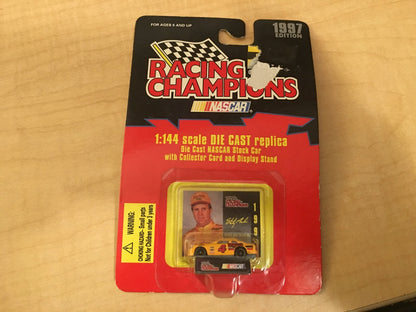 FOR AGES 8 AND UP
1997
EDITION
RACING
CHAMPIONS
NASCAR
1:144 scale DIE CAST replica
Die Cast NASCAR Stock Car
with Collector Card and Display Stand
WARNING:
CHOKING HAZARD-Small parts
Not for Children under 3 years
4
NASCAR